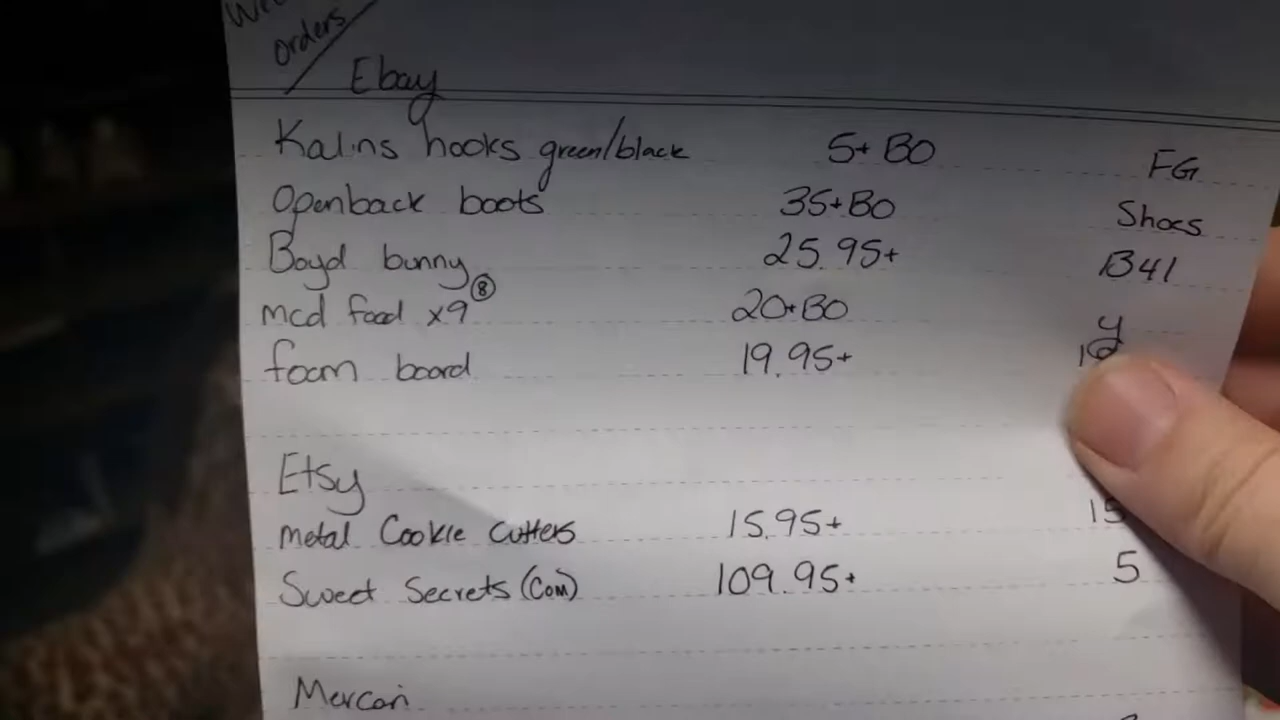 Orders
Ebay
Kalins hooks green/black 5+ BO FG
Openback boots 35+BO Shoes
Boyd bunny 25.95+ B41
mcd food x9 ⑧ 20+BO y
foam board 19.95+
Etsy
Metal Cookie Cutters 15.95+ 15
Sweet Secrets (Com) 109.95+ 5
Mercari